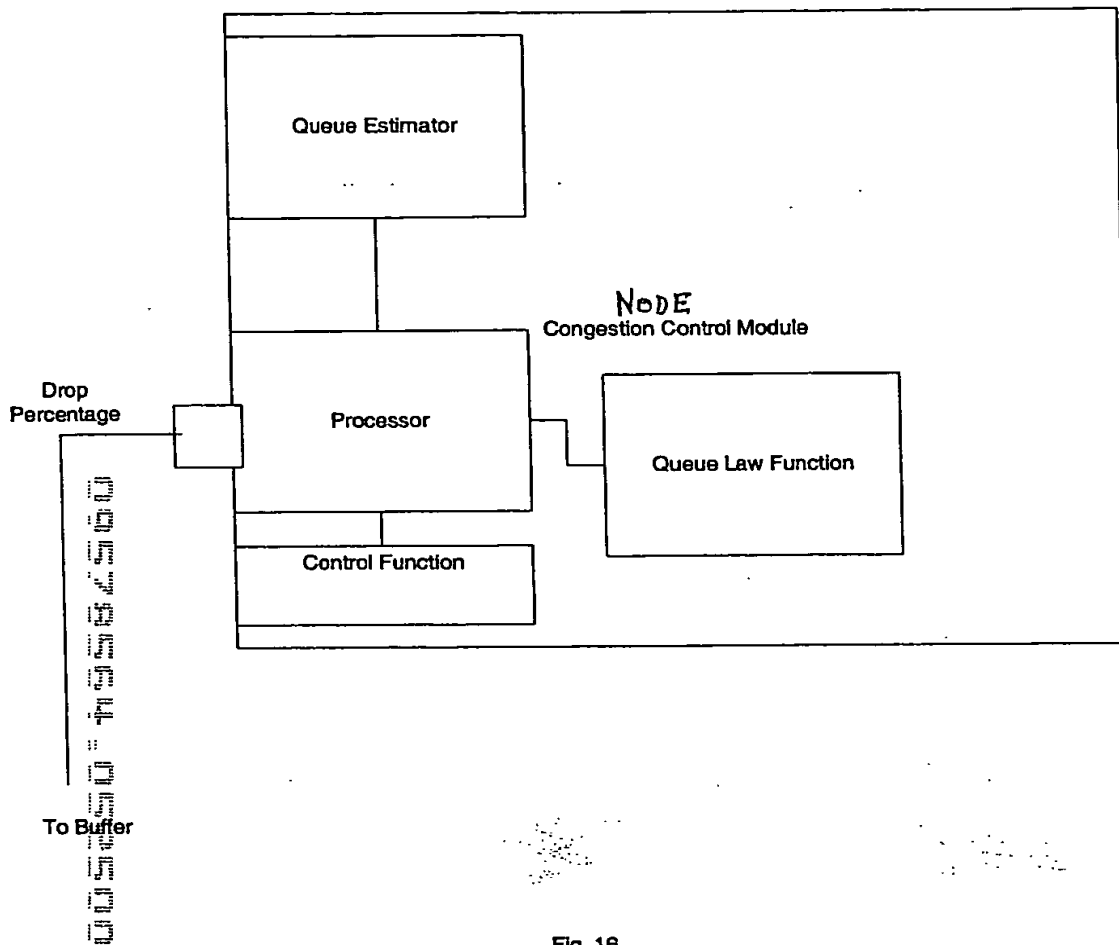 Queue Estimator
NODE
Congestion Control Module
Drop
Percentage
Processor
Queue Law Function
Control Function
To Buffer
Fig. 16